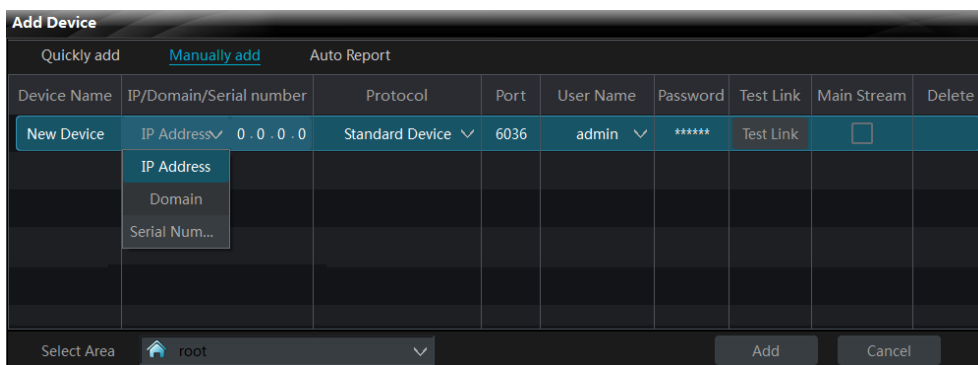 Add Device
Quickly add Manually add Auto Report
Device Name IP/Domain/Serial number Protocol Port User Name Password Test Link Main Stream Delete
New Device IP Address 0 . 0 . 0 . 0 Standard Device 6036 admin ****** Test Link
IP Address
Domain
Serial Num...
Select Area root Add Cancel